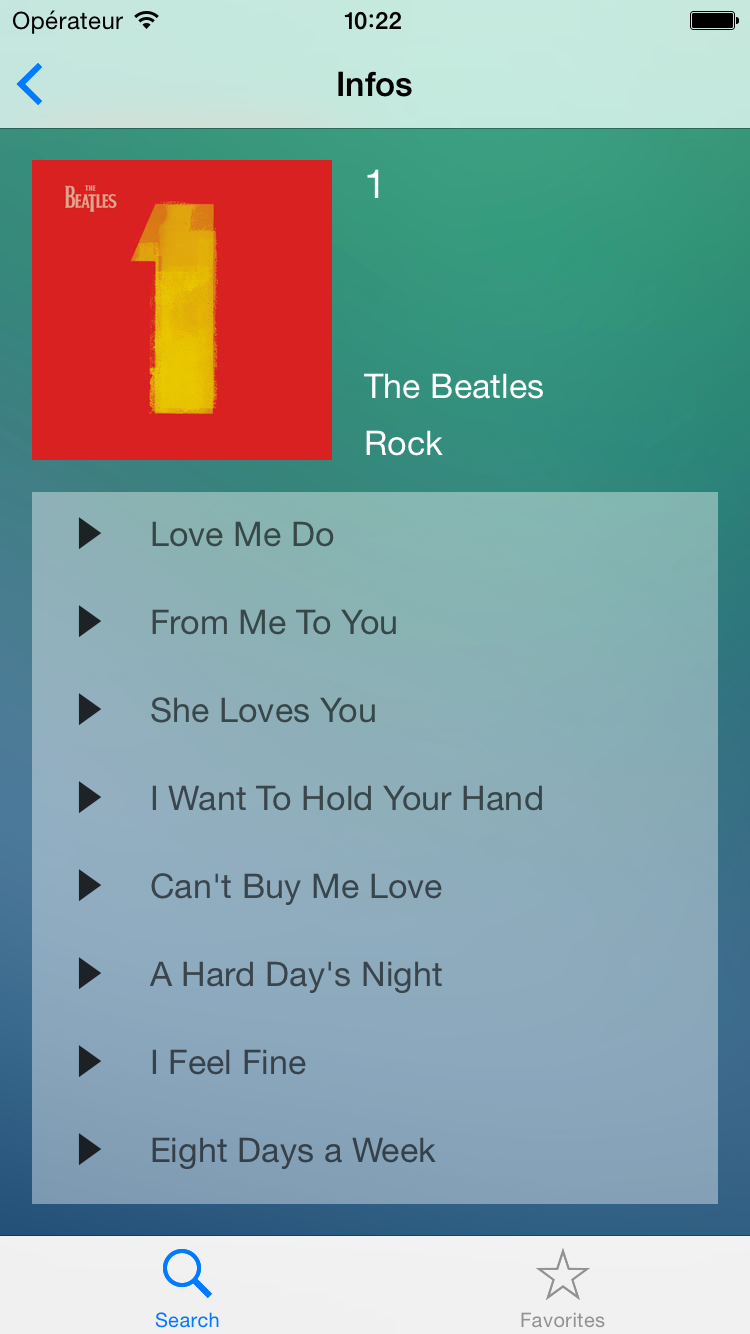 Opérateur 10:22
Infos
THE
BEATLES
1
1
The Beatles
Rock
Love Me Do
From Me To You
She Loves You
I Want To Hold Your Hand
Can't Buy Me Love
A Hard Day's Night
I Feel Fine
Eight Days a Week
Search Favorites